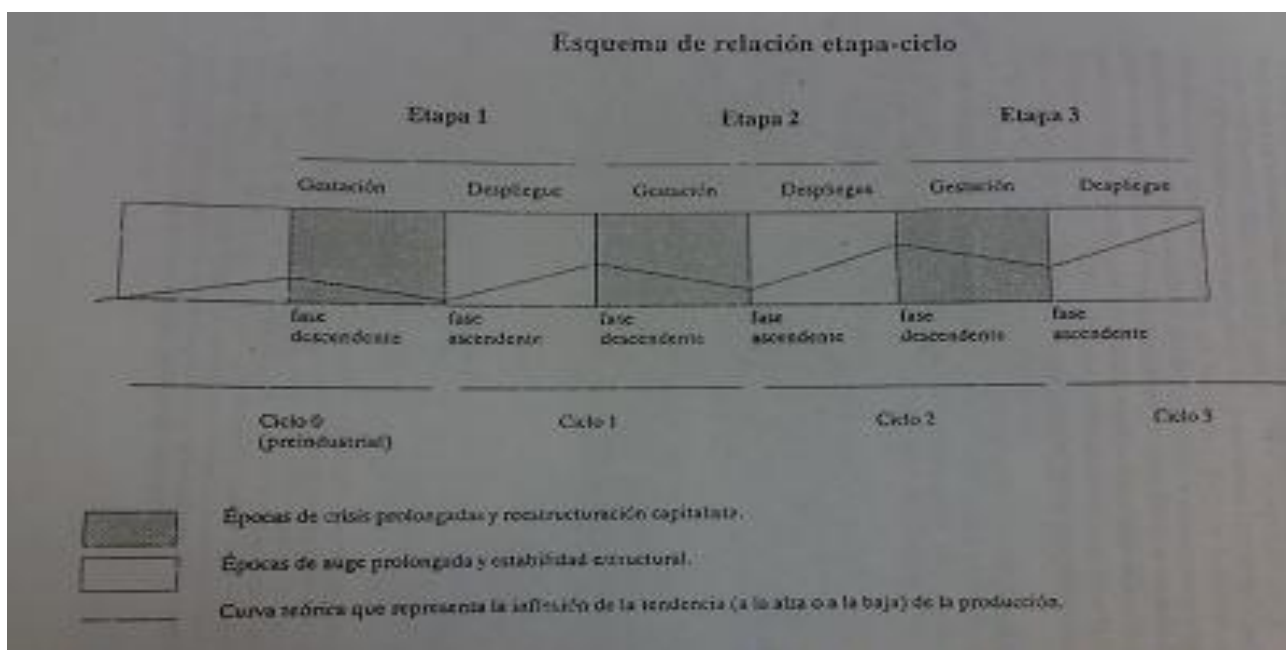 Esquema de relación etapa-ciclo
Etapa 1 Etapa 2 Etapa 3
Gestación Despliegue Gestación Despliegue Gestación Despliegue
fase descendente
fase ascendente
fase descendente
fase ascendente
fase descendente
fase ascendente
Ciclo 0 (preindustrial)
Ciclo 1
Ciclo 2
Ciclo 3
Épocas de crisis prolongadas y reestructuración capitalista.
Épocas de auge prolongada y estabilidad estructural.
Curva teórica que representa la inflexión de la tendencia (a la alza o a la baja) de la producción.